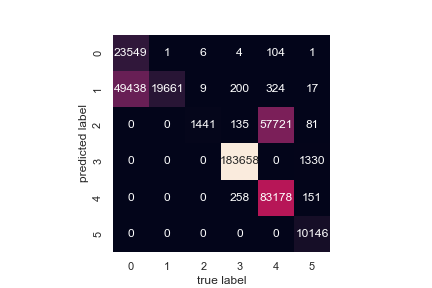 0 23549 1 6 4 104 1
1 49438 19661 9 200 324 17
2 0 0 1441 135 57721 81
3 0 0 0 183658 0 1330
4 0 0 0 258 83178 151
5 0 0 0 0 0 10146
0 1 2 3 4 5
true label
predicted label